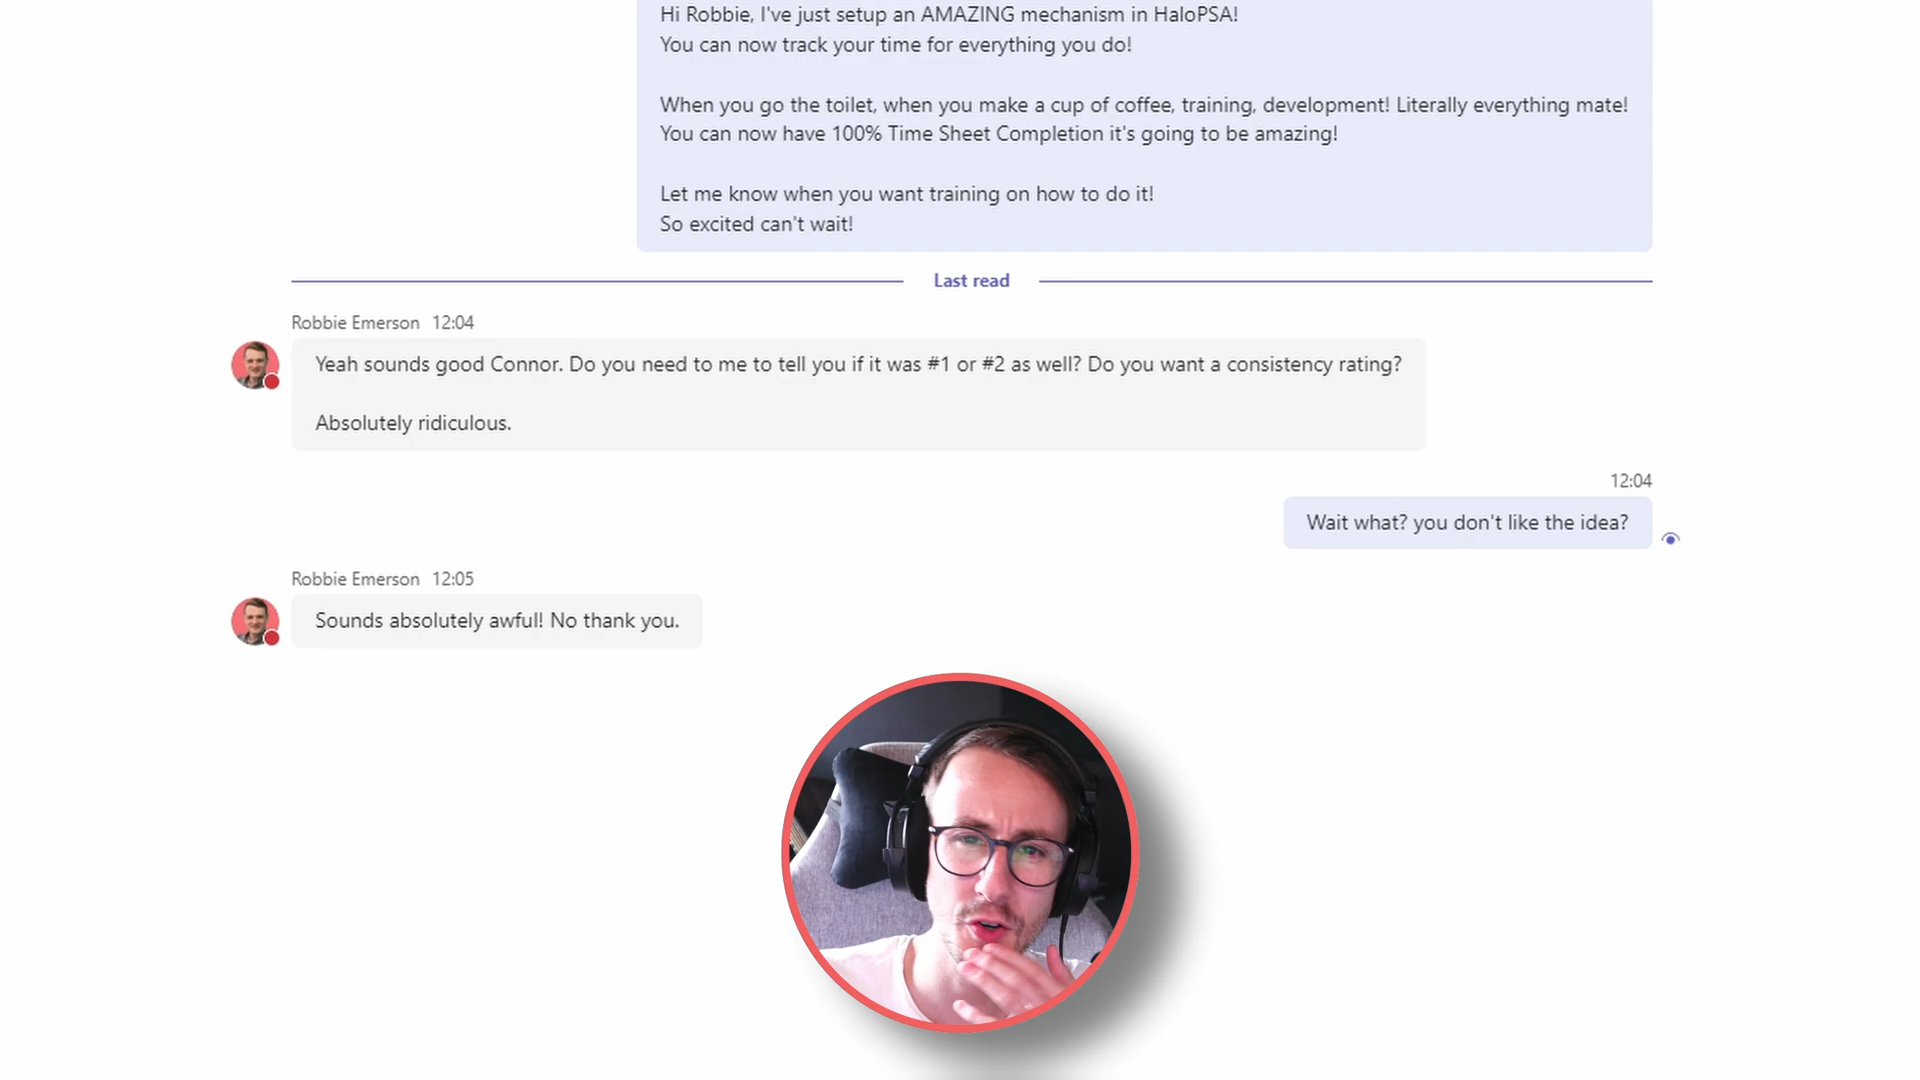 Hi Robbie, I've just setup an AMAZING mechanism in HaloPSA!
You can now track your time for everything you do!
When you go the toilet, when you make a cup of coffee, training, development! Literally everything mate!
You can now have 100% Time Sheet Completion it's going to be amazing!
Let me know when you want training on how to do it!
So excited can't wait!
Last read
Robbie Emerson 12:04
Yeah sounds good Connor. Do you need to me to tell you if it was #1 or #2 as well? Do you want a consistency rating?
Absolutely ridiculous.
12:04
Wait what? you don't like the idea?
Robbie Emerson 12:05
Sounds absolutely awful! No thank you.